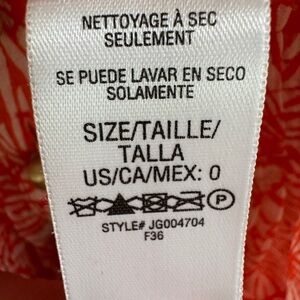 NETTOYAGE À SEC
SEULEMENT
SE PUEDE LAVAR EN SECO
SOLAMENTE
SIZE/TAILLE/
TALLA
US/CA/MEX: 0
P
STYLE# JG004704
F36